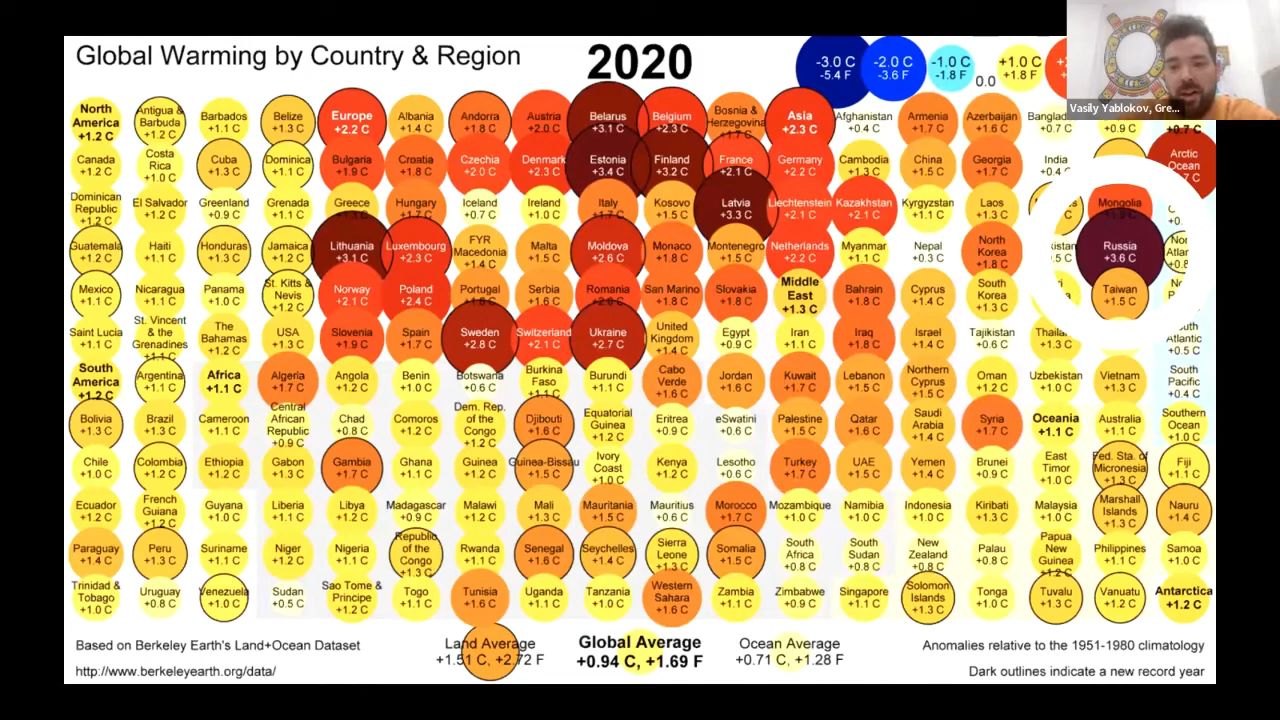 Global Warming by Country & Region
2020
-3.0 C
-5.4 F
-2.0 C
-3.6 F
-1.0 C
-1.8 F
0.0
+1.0 C
+1.8 F
Vasily Yablokov, Gre...
North
America
+1.2 C
Antigua &
Barbuda
+1.2 C
Barbados
+1.1 C
Belize
+1.3 C
Europe
+2.2 C
Albania
+1.4 C
Andorra
+1.8 C
Austria
+2.0 C
Belarus
+3.1 C
Belgium
+2.3 C
Bosnia &
Herzegovina
+1.7 C
Asia
+2.3 C
Afghanistan
+0.4 C
Armenia
+1.7 C
Azerbaijan
+1.6 C
+0.7 C
+0.9 C
+0.7 C
Canada
+1.2 C
Costa
Rica
+1.0 C
Cuba
+1.3 C
Dominica
+1.1 C
Bulgaria
+1.9 C
Croatia
+1.8 C
Czechia
+2.0 C
Denmark
+2.3 C
Estonia
+3.4 C
Finland
+3.2 C
France
+2.1 C
Germany
+2.2 C
Cambodia
+1.3 C
China
+1.5 C
Georgia
+1.7 C
India
+0.4 C
Arctic
Ocean
Dominican
Republic
+1.2 C
El Salvador
+1.2 C
Greenland
+0.9 C
Grenada
+1.1 C
Greece
+1.3 C
Hungary
+1.7 C
Iceland
+0.7 C
Ireland
+1.0 C
Italy
+1.7 C
Kosovo
+1.5 C
Latvia
+3.3 C
Liechtenstein
+2.1 C
Kazakhstan
+2.1 C
Kyrgyzstan
+1.1 C
Laos
+1.3 C
Mongolia
+1.9 C
Guatemala
+1.2 C
Haiti
+1.1 C
Honduras
+1.3 C
Jamaica
+1.2 C
Lithuania
+3.1 C
Luxembourg
+2.3 C
FYR
Macedonia
+1.4 C
Malta
+1.5 C
Moldova
+2.6 C
Monaco
+1.8 C
Montenegro
+1.5 C
Netherlands
+2.2 C
Myanmar
+1.1 C
Nepal
+0.3 C
North
Korea
+1.8 C
Russia
+3.6 C
Mexico
+1.1 C
Nicaragua
+1.1 C
Panama
+1.0 C
St. Kitts &
Nevis
+1.2 C
Norway
+2.1 C
Poland
+2.4 C
Portugal
+1.6 C
Serbia
+1.6 C
Romania
+2.9 C
San Marino
+1.8 C
Slovakia
+1.8 C
Middle
East
+1.3 C
Bahrain
+1.8 C
Cyprus
+1.4 C
South
Korea
+1.3 C
Taiwan
+1.5 C
Saint Lucia
+1.1 C
St. Vincent
& the
Grenadines
+1.1 C
The
Bahamas
+1.2 C
USA
+1.3 C
Slovenia
+1.9 C
Spain
+1.7 C
Sweden
+2.8 C
Switzerland
+2.1 C
Ukraine
+2.7 C
United
Kingdom
+1.4 C
Egypt
+0.9 C
Iran
+1.1 C
Iraq
+1.8 C
Israel
+1.4 C
Tajikistan
+0.6 C
+1.3 C
Atlantic
+0.5 C
South
America
+1.2 C
Argentina
+1.1 C
Africa
+1.1 C
Algeria
+1.7 C
Angola
+1.2 C
Benin
+1.0 C
Botswana
+0.6 C
Burkina
Faso
+1.1 C
Burundi
+1.1 C
Cabo
Verde
+1.6 C
Jordan
+1.6 C
Kuwait
+1.7 C
Lebanon
+1.5 C
Northern
Cyprus
+1.5 C
Oman
+1.2 C
Uzbekistan
+1.0 C
Vietnam
+1.3 C
South
Pacific
+0.4 C
Bolivia
+1.3 C
Brazil
+1.3 C
Cameroon
+1.1 C
Central
African
Republic
+0.9 C
Chad
+0.8 C
Comoros
+1.2 C
Dem. Rep.
of the
Congo
+1.2 C
Djibouti
+1.6 C
Equatorial
Guinea
+1.2 C
Eritrea
+0.9 C
eSwatini
+0.6 C
Palestine
+1.5 C
Qatar
+1.6 C
Saudi
Arabia
+1.4 C
Syria
+1.7 C
Oceania
+1.1 C
Australia
+1.1 C
Southern
Ocean
+1.0 C
Chile
+1.0 C
Colombia
+1.2 C
Ethiopia
+1.2 C
Gabon
+1.3 C
Gambia
+1.7 C
Ghana
+1.1 C
Guinea
+1.2 C
Guinea-Bissau
+1.5 C
Ivory
Coast
+1.0 C
Kenya
+1.2 C
Lesotho
+0.6 C
Turkey
+1.7 C
UAE
+1.5 C
Yemen
+1.4 C
Brunei
+0.9 C
East
Timor
+1.0 C
Fed. Sta. of
Micronesia
+1.3 C
Fiji
+1.1 C
Ecuador
+1.2 C
French
Guiana
+1.2 C
Guyana
+1.0 C
Liberia
+1.1 C
Libya
+1.2 C
Madagascar
+0.9 C
Malawi
+1.2 C
Mali
+1.3 C
Mauritania
+1.5 C
Mauritius
+0.6 C
Morocco
+1.7 C
Mozambique
+1.0 C
Namibia
+1.0 C
Indonesia
+1.0 C
Kiribati
+1.3 C
Malaysia
+1.0 C
Marshall
Islands
+1.3 C
Nauru
+1.4 C
Paraguay
+1.4 C
Peru
+1.3 C
Suriname
+1.1 C
Niger
+1.2 C
Nigeria
+1.1 C
Republic
of the
Congo
+1.3 C
Rwanda
+1.1 C
Senegal
+1.6 C
Seychelles
+1.4 C
Sierra
Leone
+1.3 C
Somalia
+1.5 C
South
Africa
+0.8 C
South
Sudan
+0.8 C
New
Zealand
+0.8 C
Palau
+0.8 C
Papua
New
Guinea
+1.2 C
Philippines
+1.1 C
Samoa
+1.0 C
Trinidad &
Tobago
+1.0 C
Uruguay
+0.8 C
Venezuela
+1.0 C
Sudan
+0.5 C
Sao Tome &
Principe
+1.2 C
Togo
+1.1 C
Tunisia
+1.6 C
Uganda
+1.1 C
Tanzania
+1.0 C
Western
Sahara
+1.6 C
Zambia
+1.1 C
Zimbabwe
+0.9 C
Singapore
+1.1 C
Solomon
Islands
+1.3 C
Tonga
+1.0 C
Tuvalu
+1.3 C
Vanuatu
+1.2 C
Antarctica
+1.2 C
Based on Berkeley Earth's Land+Ocean Dataset
http://www.berkeleyearth.org/data/
Land Average
+1.51 C, +2.72 F
Global Average
+0.94 C, +1.69 F
Ocean Average
+0.71 C, +1.28 F
Anomalies relative to the 1951-1980 climatology
Dark outlines indicate a new record year